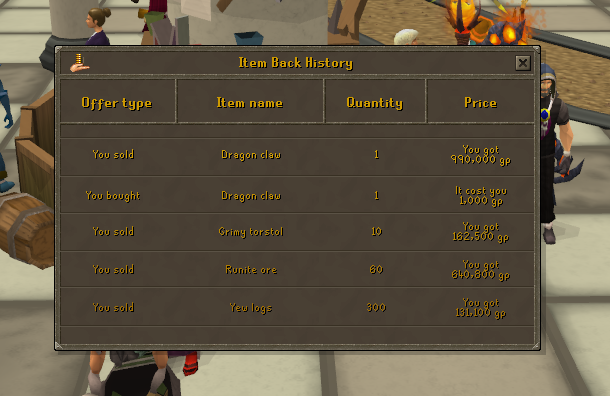 Item Back History
Offer type Item name Quantity Price
You sold Dragon claw 1 You got
990,000 gp
You bought Dragon claw 1 It cost you
1,000 gp
You sold Grimy torstol 10 You got
162,500 gp
You sold Runite ore 60 You got
640,800 gp
You sold Yew logs 300 You got
131,100 gp